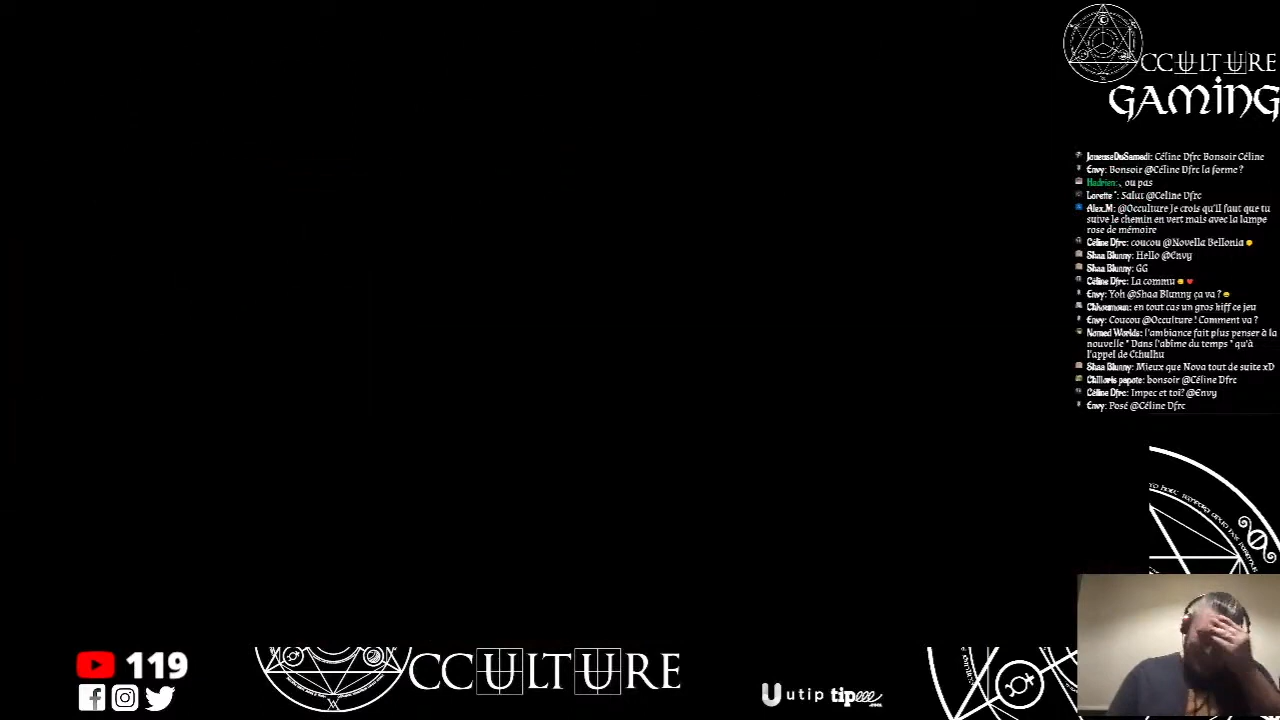 CCULTURE
GAMING
JoueuseDuSamedi: Céline Dfrc Bonsoir Céline
Envy: Bonsoir @Céline Dfrc la forme ?
Hadrien: , ou pas
Lorette *: Salut @Céline Dfrc
Alex.M: @Occulture Je crois qu'il faut que tu
suive le chemin en vert mais avec la lampe
rose de mémoire
Céline Dfrc: coucou @Novella Bellonia
Shaa Blunny: Hello @Envy
Shaa Blunny: GG
Céline Dfrc: La commu
Envy: Yoh @Shaa Blunny ça va ?
en tout cas un gros kiff ce jeu
Envy: Coucou @Occulture ! Comment va ?
Nomed Worlds: l'ambiance fait plus penser à la
nouvelle " Dans l'abîme du temps " qu'à
l'appel de Cthulhu
Shaa Blunny: Mieux que Nova tout de suite xD
papote: bonsoir @Céline Dfrc
Céline Dfrc: Impec et toi? @Envy
Envy: Posé @Céline Dfrc
119
CCULTURE
utip
tipeee
.com